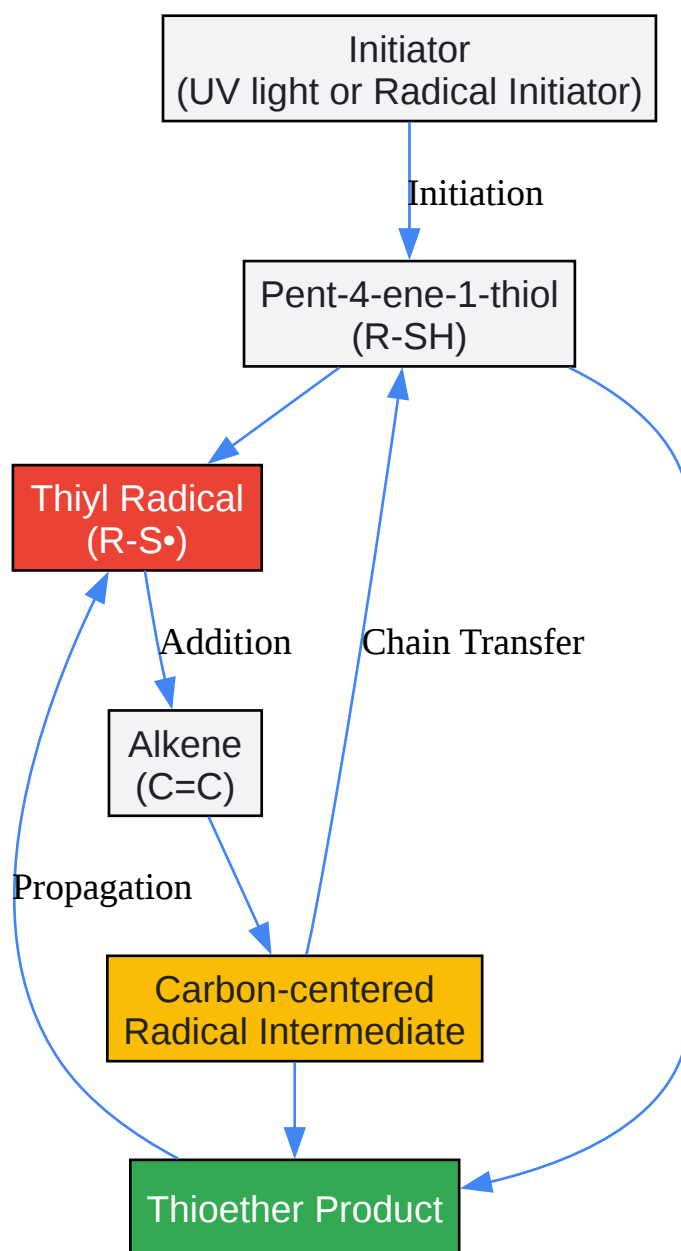 Initiator
(UV light or Radical Initiator)
Initiation
Pent-4-ene-1-thiol
(R-SH)
Thiyl Radical
(R-S•)
Addition
Chain Transfer
Alkene
(C=C)
Propagation
Carbon-centered
Radical Intermediate
Thioether Product